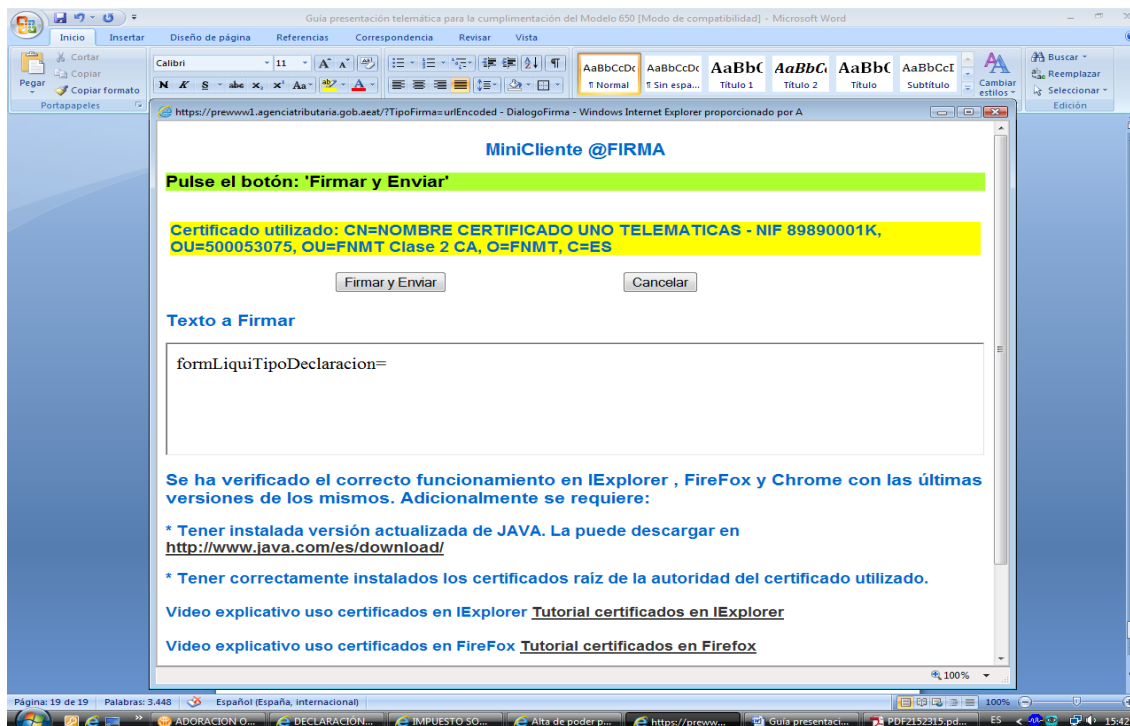 Guía presentación telemática para la cumplimentación del Modelo 650 [Modo de compatibilidad] - Microsoft Word
Inicio Insertar Diseño de página Referencias Correspondencia Revisar Vista
Pegar
Cortar
Copiar
Copiar formato
Portapapeles
Calibri 11
N K S abc x, x² Aa
AaBbCcDc AaBbCcDc AaBbC AaBbC AaBbC AaBbCcI
¶ Normal ¶ Sin espa... Título 1 Título 2 Título Subtítulo
Cambiar estilos
Buscar
Reemplazar
Seleccionar
Edición
https://prewww1.agenciatributaria.gob.aeat/?TipoFirma=urlEncoded - DialogoFirma - Windows Internet Explorer proporcionado por A
MiniCliente @FIRMA
Pulse el botón: 'Firmar y Enviar'
Certificado utilizado: CN=NOMBRE CERTIFICADO UNO TELEMATICAS - NIF 89890001K,
OU=500053075, OU=FNMT Clase 2 CA, O=FNMT, C=ES
Firmar y Enviar Cancelar
Texto a Firmar
formLiquiTipoDeclaracion=
Se ha verificado el correcto funcionamiento en IExplorer , FireFox y Chrome con las últimas
versiones de los mismos. Adicionalmente se requiere:
* Tener instalada versión actualizada de JAVA. La puede descargar en
http://www.java.com/es/download/
* Tener correctamente instalados los certificados raíz de la autoridad del certificado utilizado.
Video explicativo uso certificados en IExplorer Tutorial certificados en IExplorer
Video explicativo uso certificados en FireFox Tutorial certificados en Firefox
100%
Página: 19 de 19 Palabras: 3.448 Español (España, internacional) 100%
ADORACION O... DECLARACIÓN... IMPUESTO SO... Alta de poder p... https://preww... Guía presentaci... PDF2152315.pd... ES 15:42